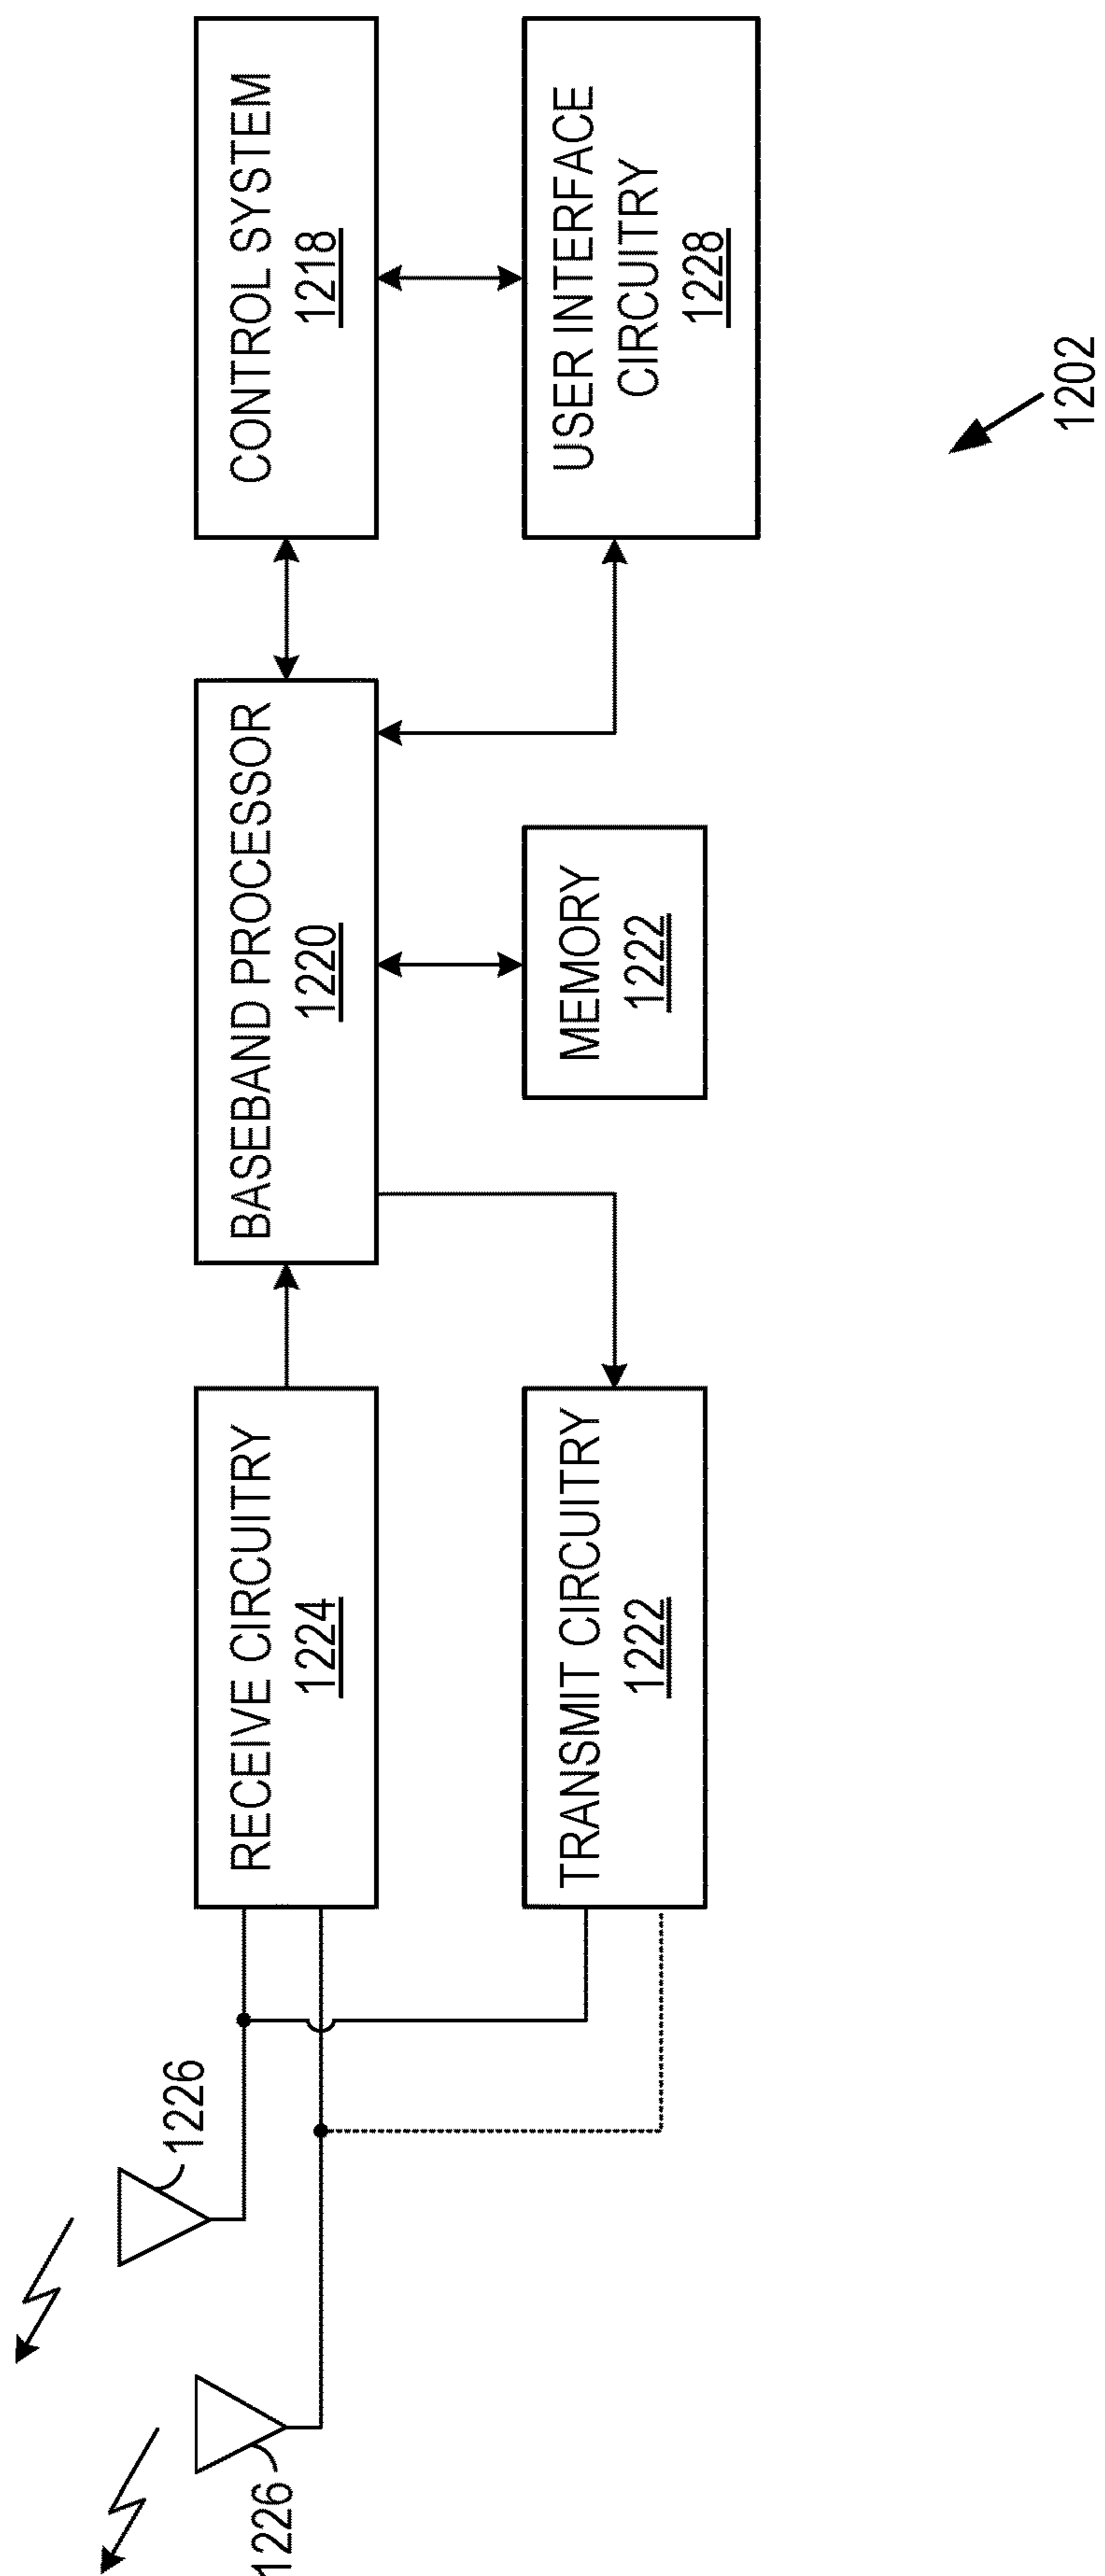 1226
1226
RECEIVE CIRCUITRY
1224
BASEBAND PROCESSOR
1220
CONTROL SYSTEM
1218
TRANSMIT CIRCUITRY
1222
MEMORY
1222
USER INTERFACE
CIRCUITRY
1228
1202